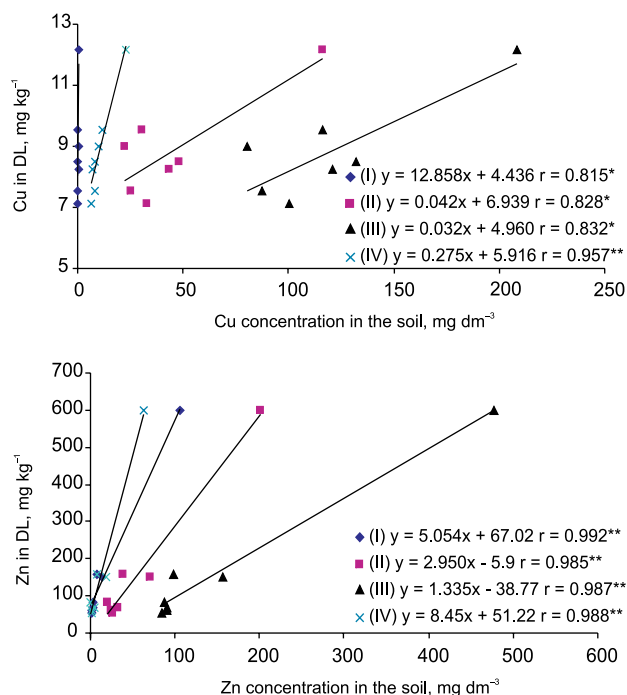 Cu in DL, mg kg⁻¹
13
11
9
7
5
(I) y = 12.858x + 4.436 r = 0.815*
(II) y = 0.042x + 6.939 r = 0.828*
(III) y = 0.032x + 4.960 r = 0.832*
(IV) y = 0.275x + 5.916 r = 0.957**
0 50 100 150 200 250
Cu concentration in the soil, mg dm⁻³
Zn in DL, mg kg⁻¹
700
600
500
400
300
200
100
0
(I) y = 5.054x + 67.02 r = 0.992**
(II) y = 2.950x - 5.9 r = 0.985**
(III) y = 1.335x - 38.77 r = 0.987**
(IV) y = 8.45x + 51.22 r = 0.988**
0 100 200 300 400 500 600
Zn concentration in the soil, mg dm⁻³